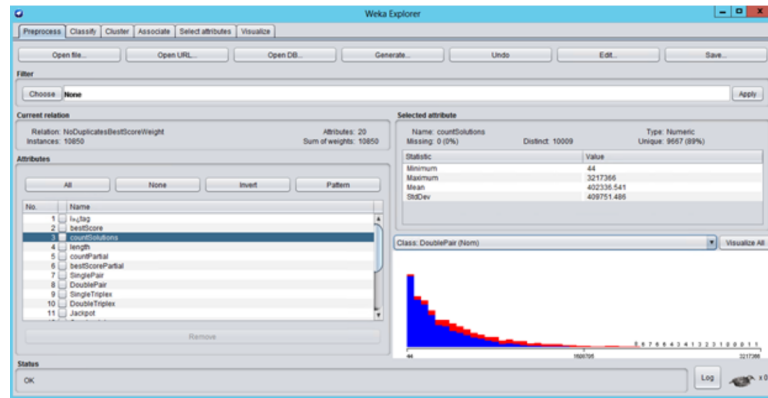 Weka Explorer
Preprocess Classify Cluster Associate Select attributes Visualize
Open file... Open URL... Open DB... Generate... Undo Edit... Save...
Filter
Choose None Apply
Current relation
Relation: NoDuplicatesBestScoreWeight Attributes: 20
Instances: 10850 Sum of weights: 10850
Attributes
All None Invert Pattern
No. Name
1 ï»¿tag
2 bestScore
3 countSolutions
4 length
5 countPartial
6 bestScorePartial
7 SinglePair
8 DoublePair
9 SingleTriplex
10 DoubleTriplex
11 Jackpot
Remove
Selected attribute
Name: countSolutions Type: Numeric
Missing: 0 (0%) Distinct: 10009 Unique: 9667 (89%)
Statistic Value
Minimum 44
Maximum 3217366
Mean 402336.541
StdDev 409751.486
Class: DoublePair (Nom) Visualize All
44 1608705 3217366
Status
OK Log x 0